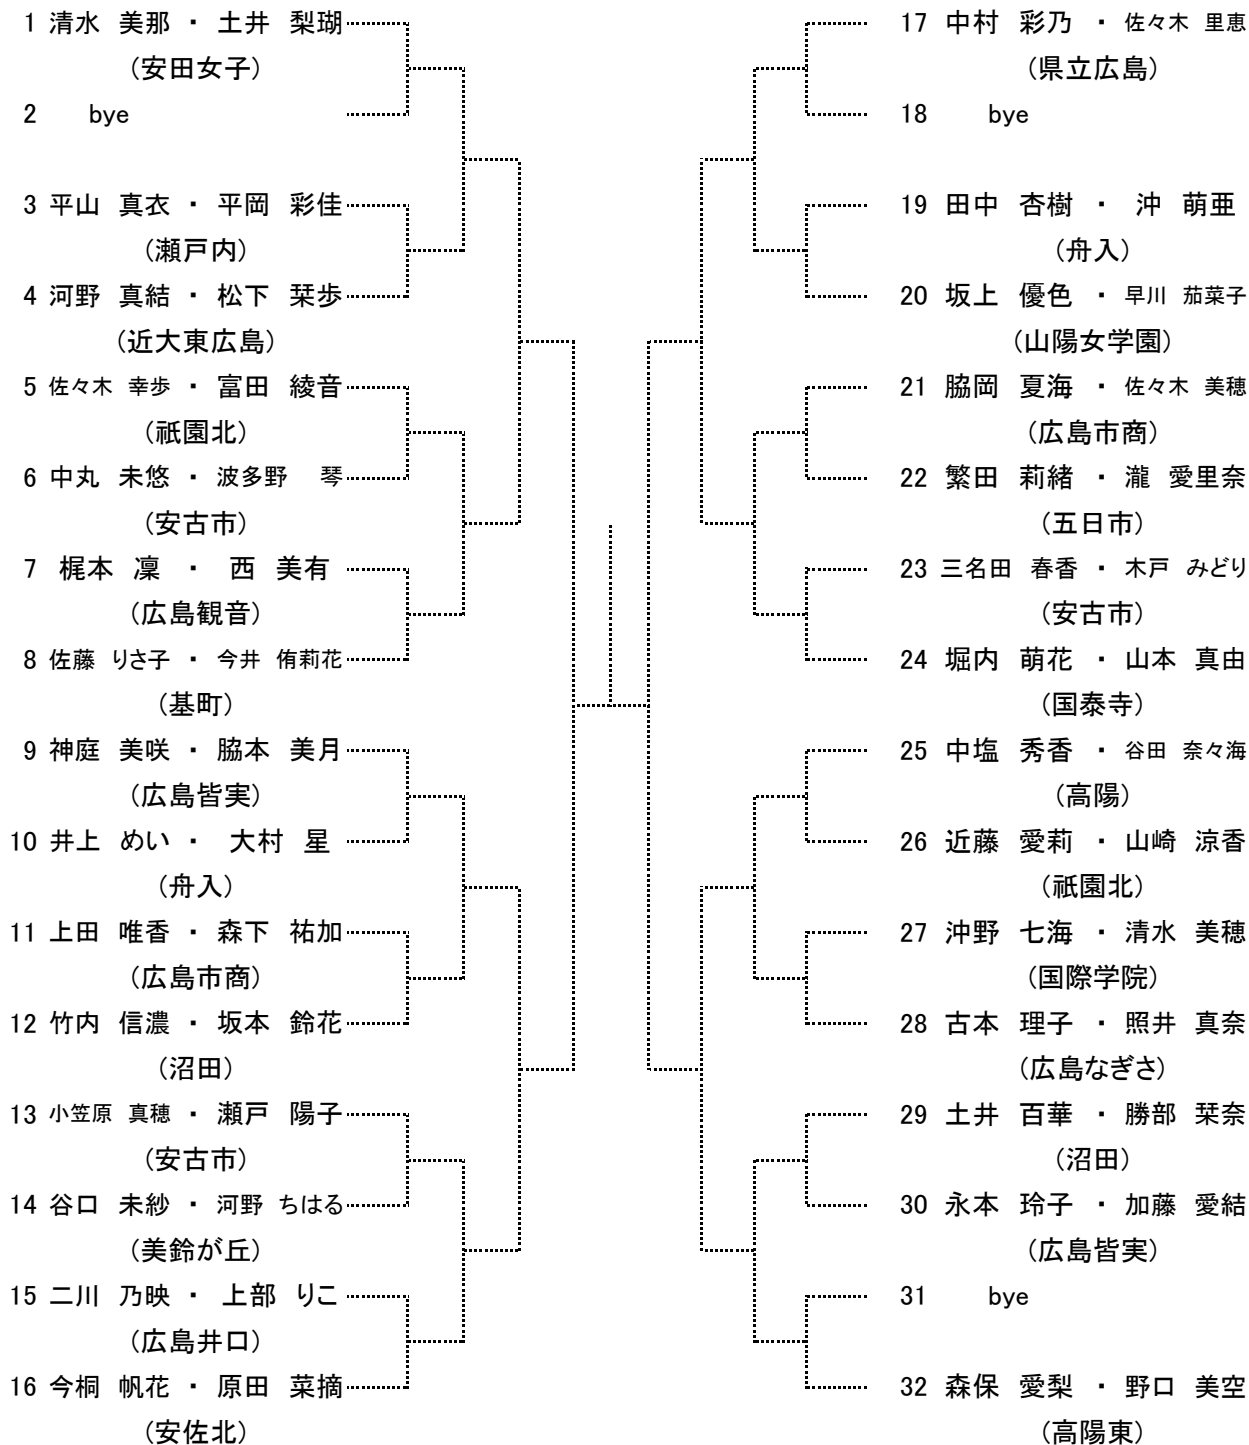 1 清水 美那 ・ 土井 梨瑚
(安田女子)
2 bye
3 平山 真衣 ・ 平岡 彩佳
(瀬戸内)
4 河野 真結 ・ 松下 栞歩
(近大東広島)
5 佐々木 幸歩 ・ 富田 綾音
(祇園北)
6 中丸 未悠 ・ 波多野 琴
(安古市)
7 梶本 凜 ・ 西 美有
(広島観音)
8 佐藤 りさ子 ・ 今井 侑莉花
(基町)
9 神庭 美咲 ・ 脇本 美月
(広島皆実)
10 井上 めい ・ 大村 星
(舟入)
11 上田 唯香 ・ 森下 祐加
(広島市商)
12 竹内 信濃 ・ 坂本 鈴花
(沼田)
13 小笠原 真穂 ・ 瀬戸 陽子
(安古市)
14 谷口 未紗 ・ 河野 ちはる
(美鈴が丘)
15 二川 乃映 ・ 上部 りこ
(広島井口)
16 今桐 帆花 ・ 原田 菜摘
(安佐北)
17 中村 彩乃 ・ 佐々木 里恵
(県立広島)
18 bye
19 田中 杏樹 ・ 沖 萌亜
(舟入)
20 坂上 優色 ・ 早川 茄菜子
(山陽女学園)
21 脇岡 夏海 ・ 佐々木 美穂
(広島市商)
22 繁田 莉緒 ・ 瀧 愛里奈
(五日市)
23 三名田 春香 ・ 木戸 みどり
(安古市)
24 堀内 萌花 ・ 山本 真由
(国泰寺)
25 中塩 秀香 ・ 谷田 奈々海
(高陽)
26 近藤 愛莉 ・ 山崎 涼香
(祇園北)
27 沖野 七海 ・ 清水 美穂
(国際学院)
28 古本 理子 ・ 照井 真奈
(広島なぎさ)
29 土井 百華 ・ 勝部 栞奈
(沼田)
30 永本 玲子 ・ 加藤 愛結
(広島皆実)
31 bye
32 森保 愛梨 ・ 野口 美空
(高陽東)